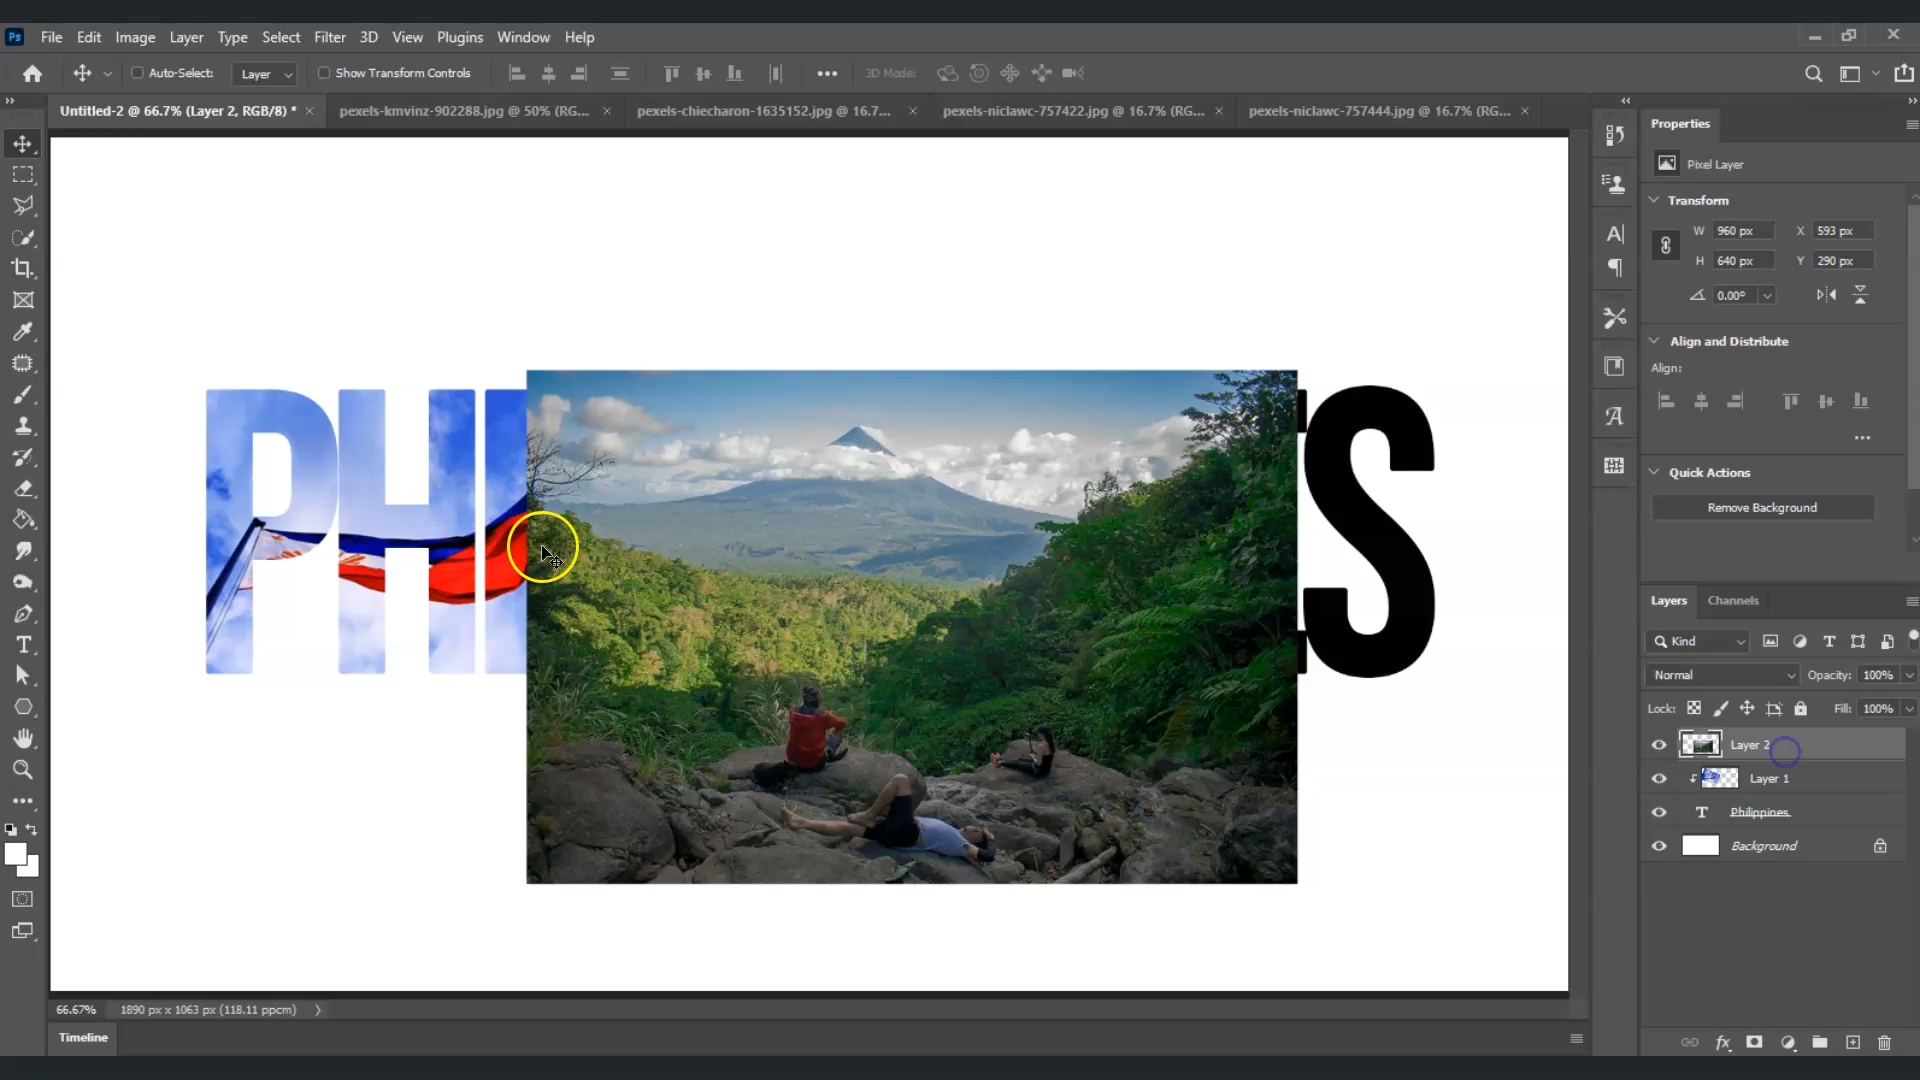 Ps File Edit Image Layer Type Select Filter 3D View Plugins Window Help
Auto-Select: Layer Show Transform Controls 3D Mode:
Untitled-2 @ 66.7% (Layer 2, RGB/8) * pexels-kmvinz-902288.jpg @ 50% (RG... pexels-chiecharon-1635152.jpg @ 16.7... pexels-niclawc-757422.jpg @ 16.7% (RG... pexels-niclawc-757444.jpg @ 16.7% (RG...
Properties
Pixel Layer
Transform
W 960 px X 593 px
H 640 px Y 290 px
0.00°
Align and Distribute
Align:
Quick Actions
Remove Background
PHI S
Layers Channels
Kind
Normal Opacity: 100%
Lock: Fill: 100%
Layer 2
Layer 1
T Philippines
Background
66.67% 1890 px x 1063 px (118.11 ppcm)
Timeline